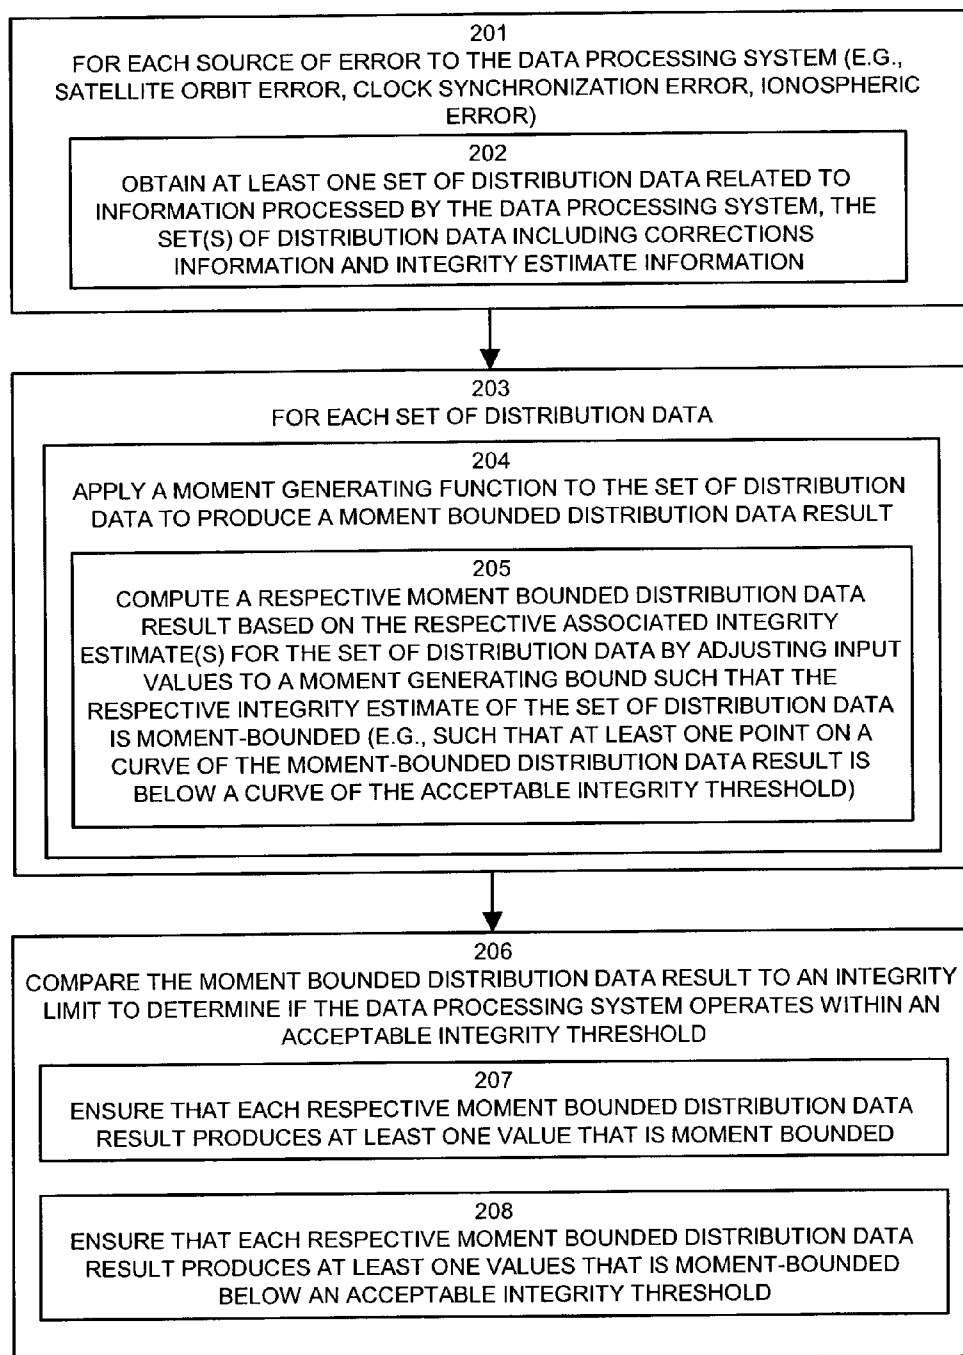 201
FOR EACH SOURCE OF ERROR TO THE DATA PROCESSING SYSTEM (E.G.,
SATELLITE ORBIT ERROR, CLOCK SYNCHRONIZATION ERROR, IONOSPHERIC
ERROR)
202
OBTAIN AT LEAST ONE SET OF DISTRIBUTION DATA RELATED TO
INFORMATION PROCESSED BY THE DATA PROCESSING SYSTEM, THE
SET(S) OF DISTRIBUTION DATA INCLUDING CORRECTIONS
INFORMATION AND INTEGRITY ESTIMATE INFORMATION
203
FOR EACH SET OF DISTRIBUTION DATA
204
APPLY A MOMENT GENERATING FUNCTION TO THE SET OF DISTRIBUTION
DATA TO PRODUCE A MOMENT BOUNDED DISTRIBUTION DATA RESULT
205
COMPUTE A RESPECTIVE MOMENT BOUNDED DISTRIBUTION DATA
RESULT BASED ON THE RESPECTIVE ASSOCIATED INTEGRITY
ESTIMATE(S) FOR THE SET OF DISTRIBUTION DATA BY ADJUSTING INPUT
VALUES TO A MOMENT GENERATING BOUND SUCH THAT THE
RESPECTIVE INTEGRITY ESTIMATE OF THE SET OF DISTRIBUTION DATA
IS MOMENT-BOUNDED (E.G., SUCH THAT AT LEAST ONE POINT ON A
CURVE OF THE MOMENT-BOUNDED DISTRIBUTION DATA RESULT IS
BELOW A CURVE OF THE ACCEPTABLE INTEGRITY THRESHOLD)
206
COMPARE THE MOMENT BOUNDED DISTRIBUTION DATA RESULT TO AN INTEGRITY
LIMIT TO DETERMINE IF THE DATA PROCESSING SYSTEM OPERATES WITHIN AN
ACCEPTABLE INTEGRITY THRESHOLD
207
ENSURE THAT EACH RESPECTIVE MOMENT BOUNDED DISTRIBUTION DATA
RESULT PRODUCES AT LEAST ONE VALUE THAT IS MOMENT BOUNDED
208
ENSURE THAT EACH RESPECTIVE MOMENT BOUNDED DISTRIBUTION DATA
RESULT PRODUCES AT LEAST ONE VALUES THAT IS MOMENT-BOUNDED
BELOW AN ACCEPTABLE INTEGRITY THRESHOLD